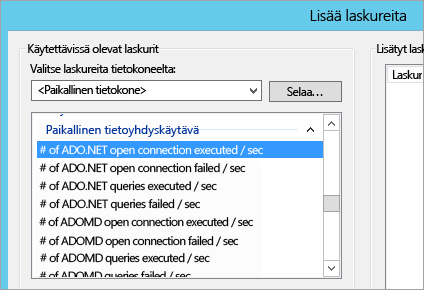 Lisää laskureita
Käytettävissä olevat laskurit
Lisätyt lask
Valitse laskureita tietokoneelta:
<Paikallinen tietokone>
Selaa...
Laskur
Paikallinen tietoyhdyskäytävä
# of ADO.NET open connection executed / sec
# of ADO.NET open connection failed / sec
# of ADO.NET queries executed / sec
# of ADO.NET queries failed / sec
# of ADOMD open connection executed / sec
# of ADOMD open connection failed / sec
# of ADOMD queries executed / sec
# of ADOMD queries failed / sec